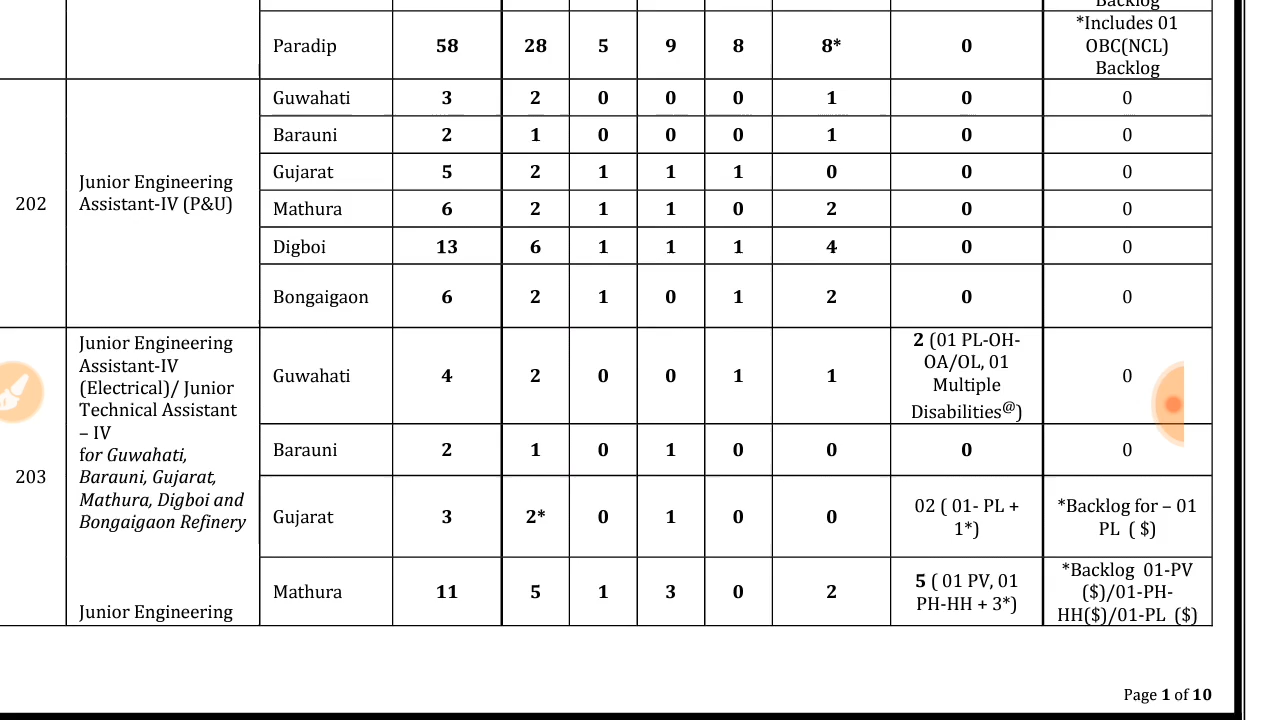 Backlog
Paradip 58 28 5 9 8 8* 0 *Includes 01
OBC(NCL)
Backlog
202
Junior Engineering
Assistant-IV (P&U)
Guwahati 3 2 0 0 0 1 0 0
Barauni 2 1 0 0 0 1 0 0
Gujarat 5 2 1 1 1 0 0 0
Mathura 6 2 1 1 0 2 0 0
Digboi 13 6 1 1 1 4 0 0
Bongaigaon 6 2 1 0 1 2 0 0
203
Junior Engineering
Assistant-IV
(Electrical)/ Junior
Technical Assistant
– IV
for Guwahati,
Barauni, Gujarat,
Mathura, Digboi and
Bongaigaon Refinery
Junior Engineering
Guwahati 4 2 0 0 1 1 2 (01 PL-OH-
OA/OL, 01
Multiple
Disabilities@) 0
Barauni 2 1 0 1 0 0 0 0
Gujarat 3 2* 0 1 0 0 02 ( 01- PL +
1*) *Backlog for – 01
PL ( $)
Mathura 11 5 1 3 0 2 5 ( 01 PV, 01
PH-HH + 3*) *Backlog 01-PV
($)/01-PH-
HH($)/01-PL ($)
Page 1 of 10